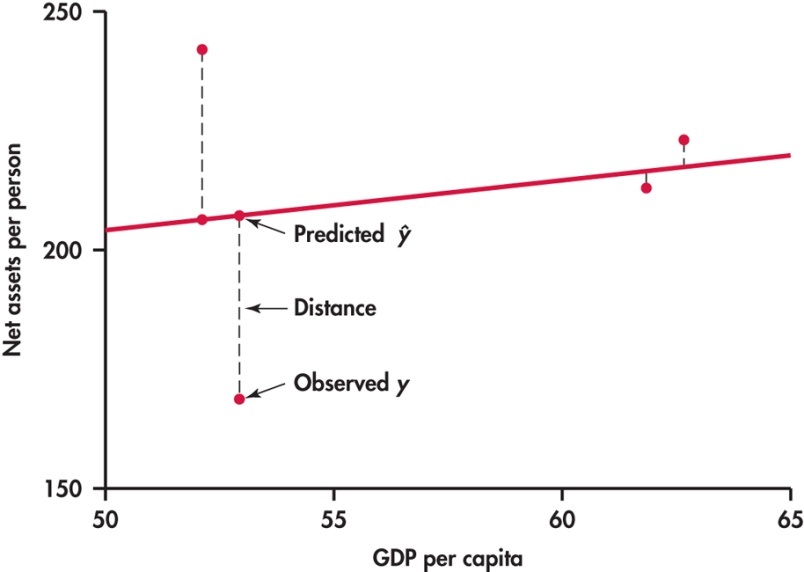 250
200
150
Net assets per person
Predicted ŷ
Distance
Observed y
50
55
60
65
GDP per capita